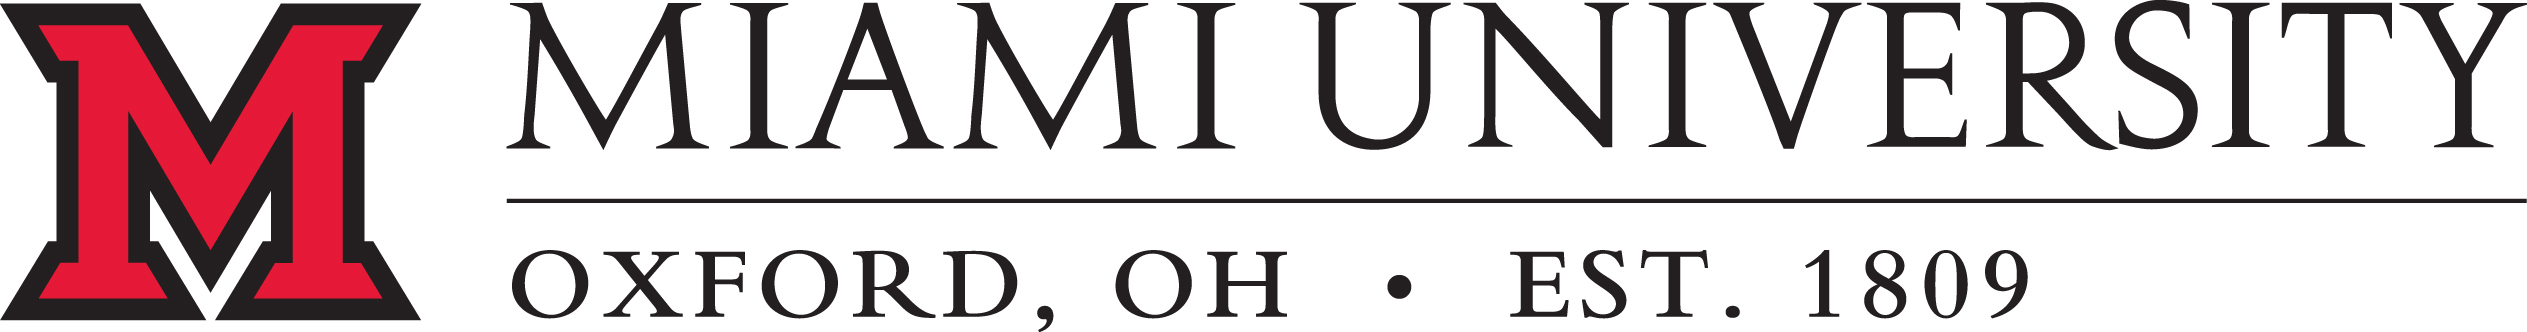 M
MIAMI UNIVERSITY
OXFORD, OH • EST. 1809